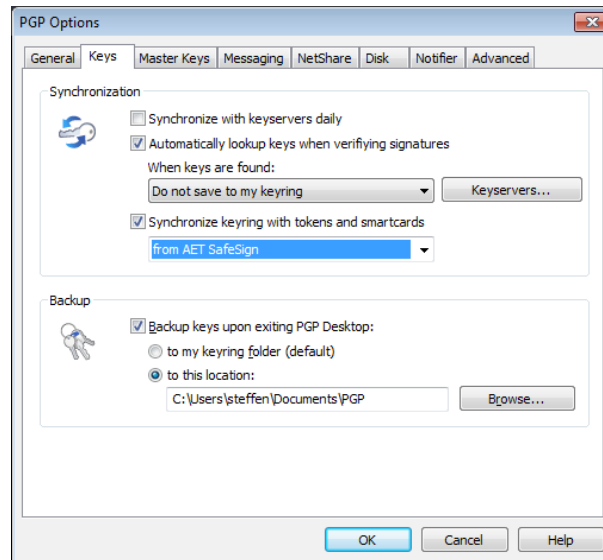 PGP Options
General Keys Master Keys Messaging NetShare Disk Notifier Advanced
Synchronization
Synchronize with keyservers daily
Automatically lookup keys when verifiying signatures
When keys are found:
Do not save to my keyring Keyservers...
Synchronize keyring with tokens and smartcards
from AET SafeSign
Backup
Backup keys upon exiting PGP Desktop:
to my keyring folder (default)
to this location:
C:\Users\steffen\Documents\PGP Browse...
OK Cancel Help